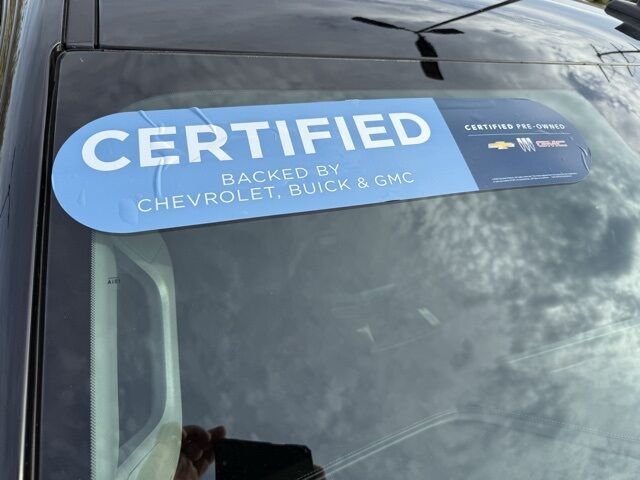 CERTIFIED
BACKED BY
CHEVROLET, BUICK & GMC
CERTIFIED PRE-OWNED
GMC